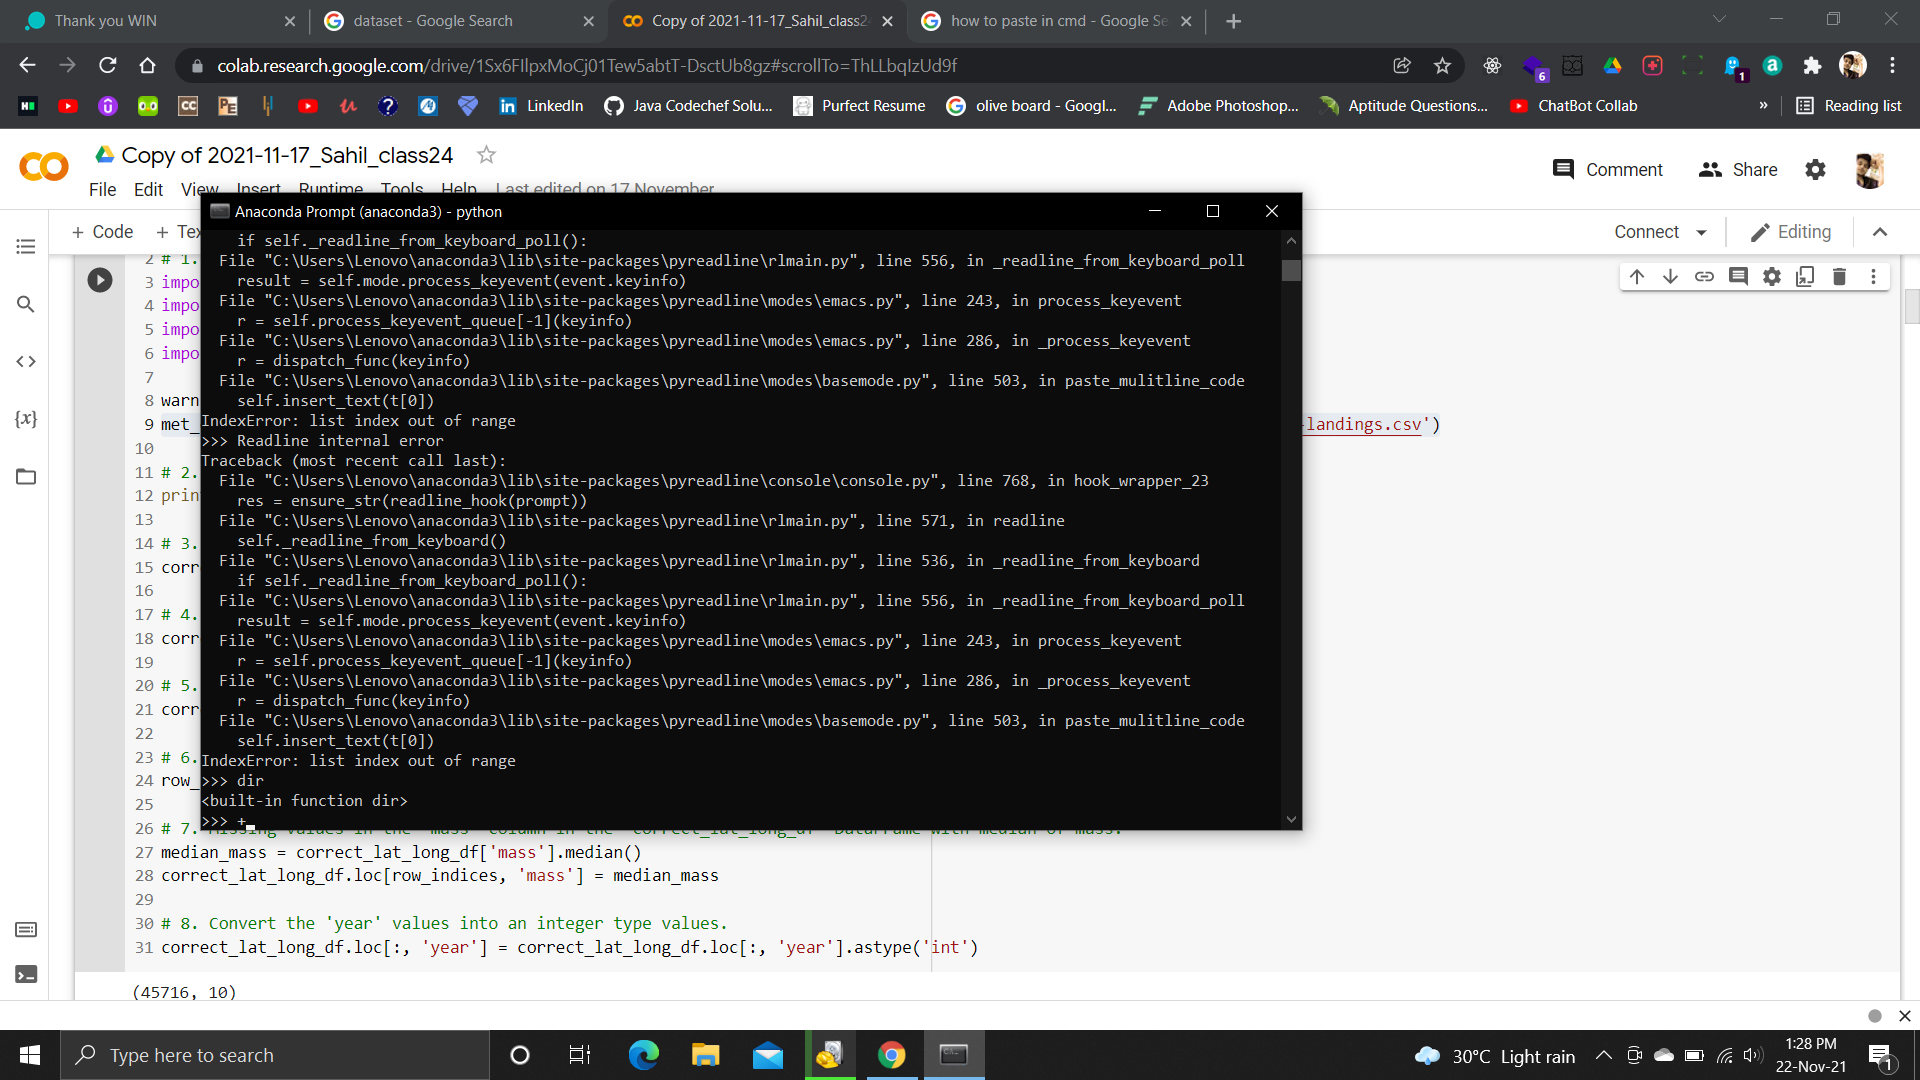 Thank you WIN
dataset - Google Search
Copy of 2021-11-17_Sahil_class24
how to paste in cmd - Google Se
colab.research.google.com/drive/1Sx6FIlpxMoCj01Tew5abtT-DsctUb8gz#scrollTo=ThLLbqIzUd9f
6
1
LinkedIn
Java Codechef Solu...
Purfect Resume
olive board - Googl...
Adobe Photoshop...
Aptitude Questions...
ChatBot Collab
»
Reading list
Copy of 2021-11-17_Sahil_class24
Comment
Share
File Edit View Insert Runtime Tools Help Last edited on 17 November
+ Code + Tex
Connect
Editing
Anaconda Prompt (anaconda3) - python
if self._readline_from_keyboard_poll():
File "C:\Users\Lenovo\anaconda3\lib\site-packages\pyreadline\rlmain.py", line 556, in _readline_from_keyboard_poll
result = self.mode.process_keyevent(event.keyinfo)
File "C:\Users\Lenovo\anaconda3\lib\site-packages\pyreadline\modes\emacs.py", line 243, in process_keyevent
r = self.process_keyevent_queue[-1](keyinfo)
File "C:\Users\Lenovo\anaconda3\lib\site-packages\pyreadline\modes\emacs.py", line 286, in _process_keyevent
r = dispatch_func(keyinfo)
File "C:\Users\Lenovo\anaconda3\lib\site-packages\pyreadline\modes\basemode.py", line 503, in paste_mulitline_code
self.insert_text(t[0])
IndexError: list index out of range
>>> Readline internal error
Traceback (most recent call last):
File "C:\Users\Lenovo\anaconda3\lib\site-packages\pyreadline\console\console.py", line 768, in hook_wrapper_23
res = ensure_str(readline_hook(prompt))
File "C:\Users\Lenovo\anaconda3\lib\site-packages\pyreadline\rlmain.py", line 571, in readline
self._readline_from_keyboard()
File "C:\Users\Lenovo\anaconda3\lib\site-packages\pyreadline\rlmain.py", line 536, in _readline_from_keyboard
if self._readline_from_keyboard_poll():
File "C:\Users\Lenovo\anaconda3\lib\site-packages\pyreadline\rlmain.py", line 556, in _readline_from_keyboard_poll
result = self.mode.process_keyevent(event.keyinfo)
File "C:\Users\Lenovo\anaconda3\lib\site-packages\pyreadline\modes\emacs.py", line 243, in process_keyevent
r = self.process_keyevent_queue[-1](keyinfo)
File "C:\Users\Lenovo\anaconda3\lib\site-packages\pyreadline\modes\emacs.py", line 286, in _process_keyevent
r = dispatch_func(keyinfo)
File "C:\Users\Lenovo\anaconda3\lib\site-packages\pyreadline\modes\basemode.py", line 503, in paste_mulitline_code
self.insert_text(t[0])
IndexError: list index out of range
>>> dir
<built-in function dir>
>>> +
2 # 1.
3 impo
4 impo
5 impo
6 impo
7
8 warn
9 met_ -landings.csv')
10
11 # 2.
12 prin
13
14 # 3.
15 corr
16
17 # 4.
18 corr
19
20 # 5.
21 corr
22
23 # 6.
24 row_
25
26 # 7. Missing values in the 'mass' column in the 'correct_lat_long_df' DataFrame with median of mass.
27 median_mass = correct_lat_long_df['mass'].median()
28 correct_lat_long_df.loc[row_indices, 'mass'] = median_mass
29
30 # 8. Convert the 'year' values into an integer type values.
31 correct_lat_long_df.loc[:, 'year'] = correct_lat_long_df.loc[:, 'year'].astype('int')
(45716, 10)
Type here to search
30°C Light rain
1:28 PM
22-Nov-21
1